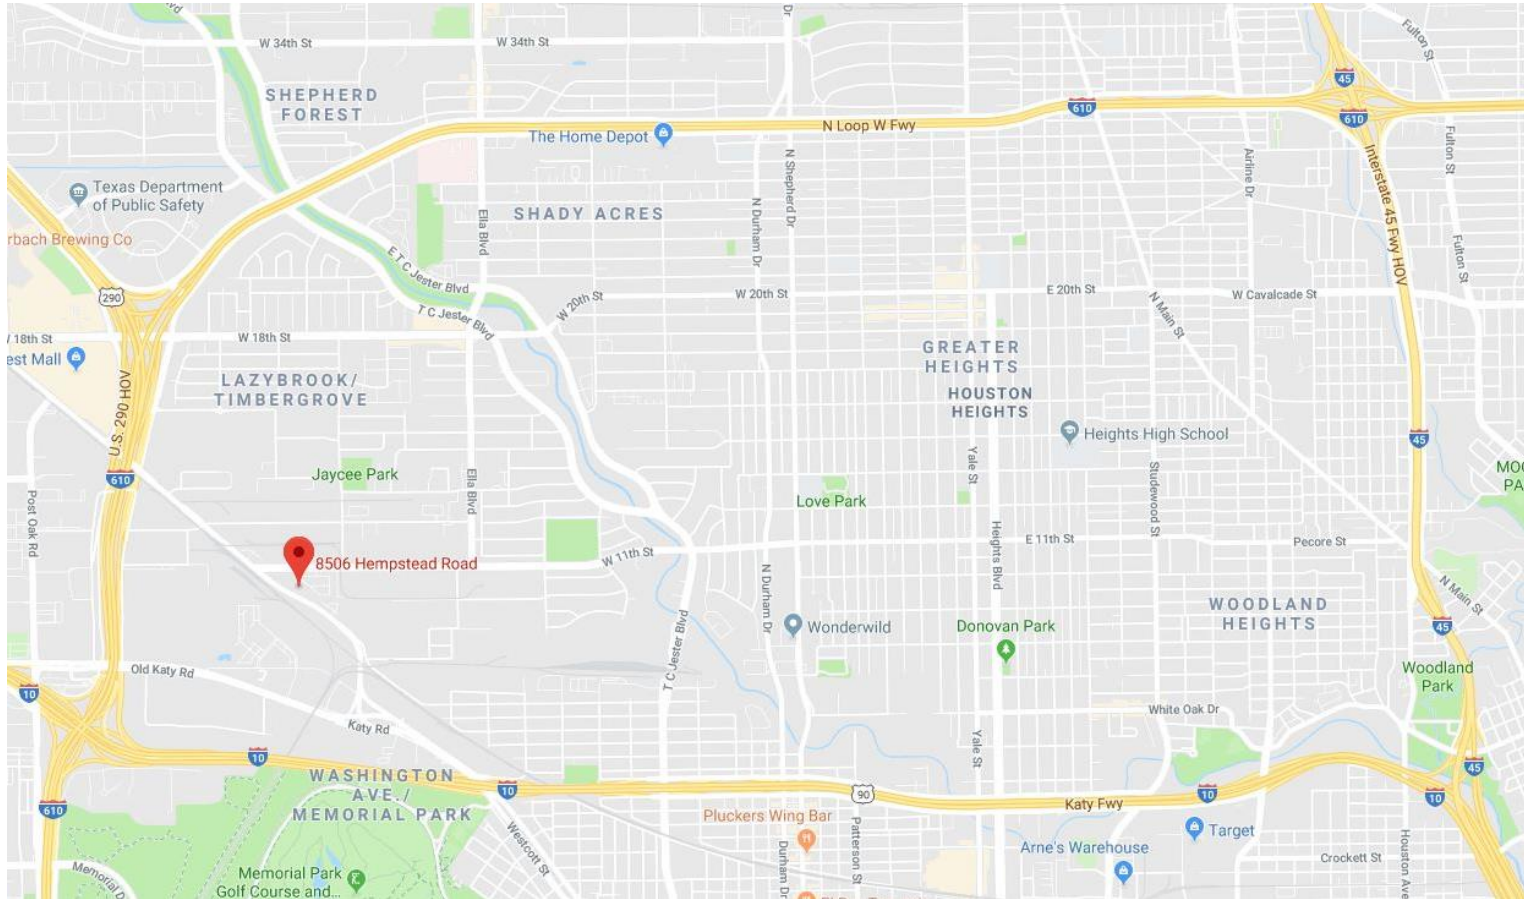 Dr
Fulton St
W 34th St
W 34th St
45
SHEPHERD
FOREST
610
610
N Loop W Fwy
The Home Depot
Fulton St
N Shepherd Dr
Airline Dr
Interstate 45 Fwy HOV
Texas Department
of Public Safety
SHADY ACRES
Ella Blvd
N Durham Dr
rbach Brewing Co
Fulton St
E T C Jester Blvd
290
W 20th St
W 20th St
E 20th St
W Cavalcade St
N Main St
T C Jester Blvd
18th St
W 18th St
est Mall
GREATER
HEIGHTS
LAZYBROOK/
TIMBERGROVE
HOUSTON
HEIGHTS
U.S. 290 HOV
Heights High School
45
Yale St
Studewood St
Jaycee Park
Ella Blvd
610
Post Oak Rd
Love Park
MOO
PA
Heights Blvd
E 11th St
Pecore St
W 11th St
8506 Hempstead Road
N Durham Dr
N Main St
WOODLAND
HEIGHTS
Wonderwild
Donovan Park
45
T C Jester Blvd
Old Katy Rd
Woodland
Park
10
White Oak Dr
Katy Rd
Yale St
10
45
WASHINGTON
AVE./
MEMORIAL PARK
10
90
10
10
610
Katy Fwy
Pluckers Wing Bar
Patterson St
Target
Westcott St
Durham Dr
Arne's Warehouse
Crockett St
Houston Ave
Memorial D
Memorial Park
Golf Course and...